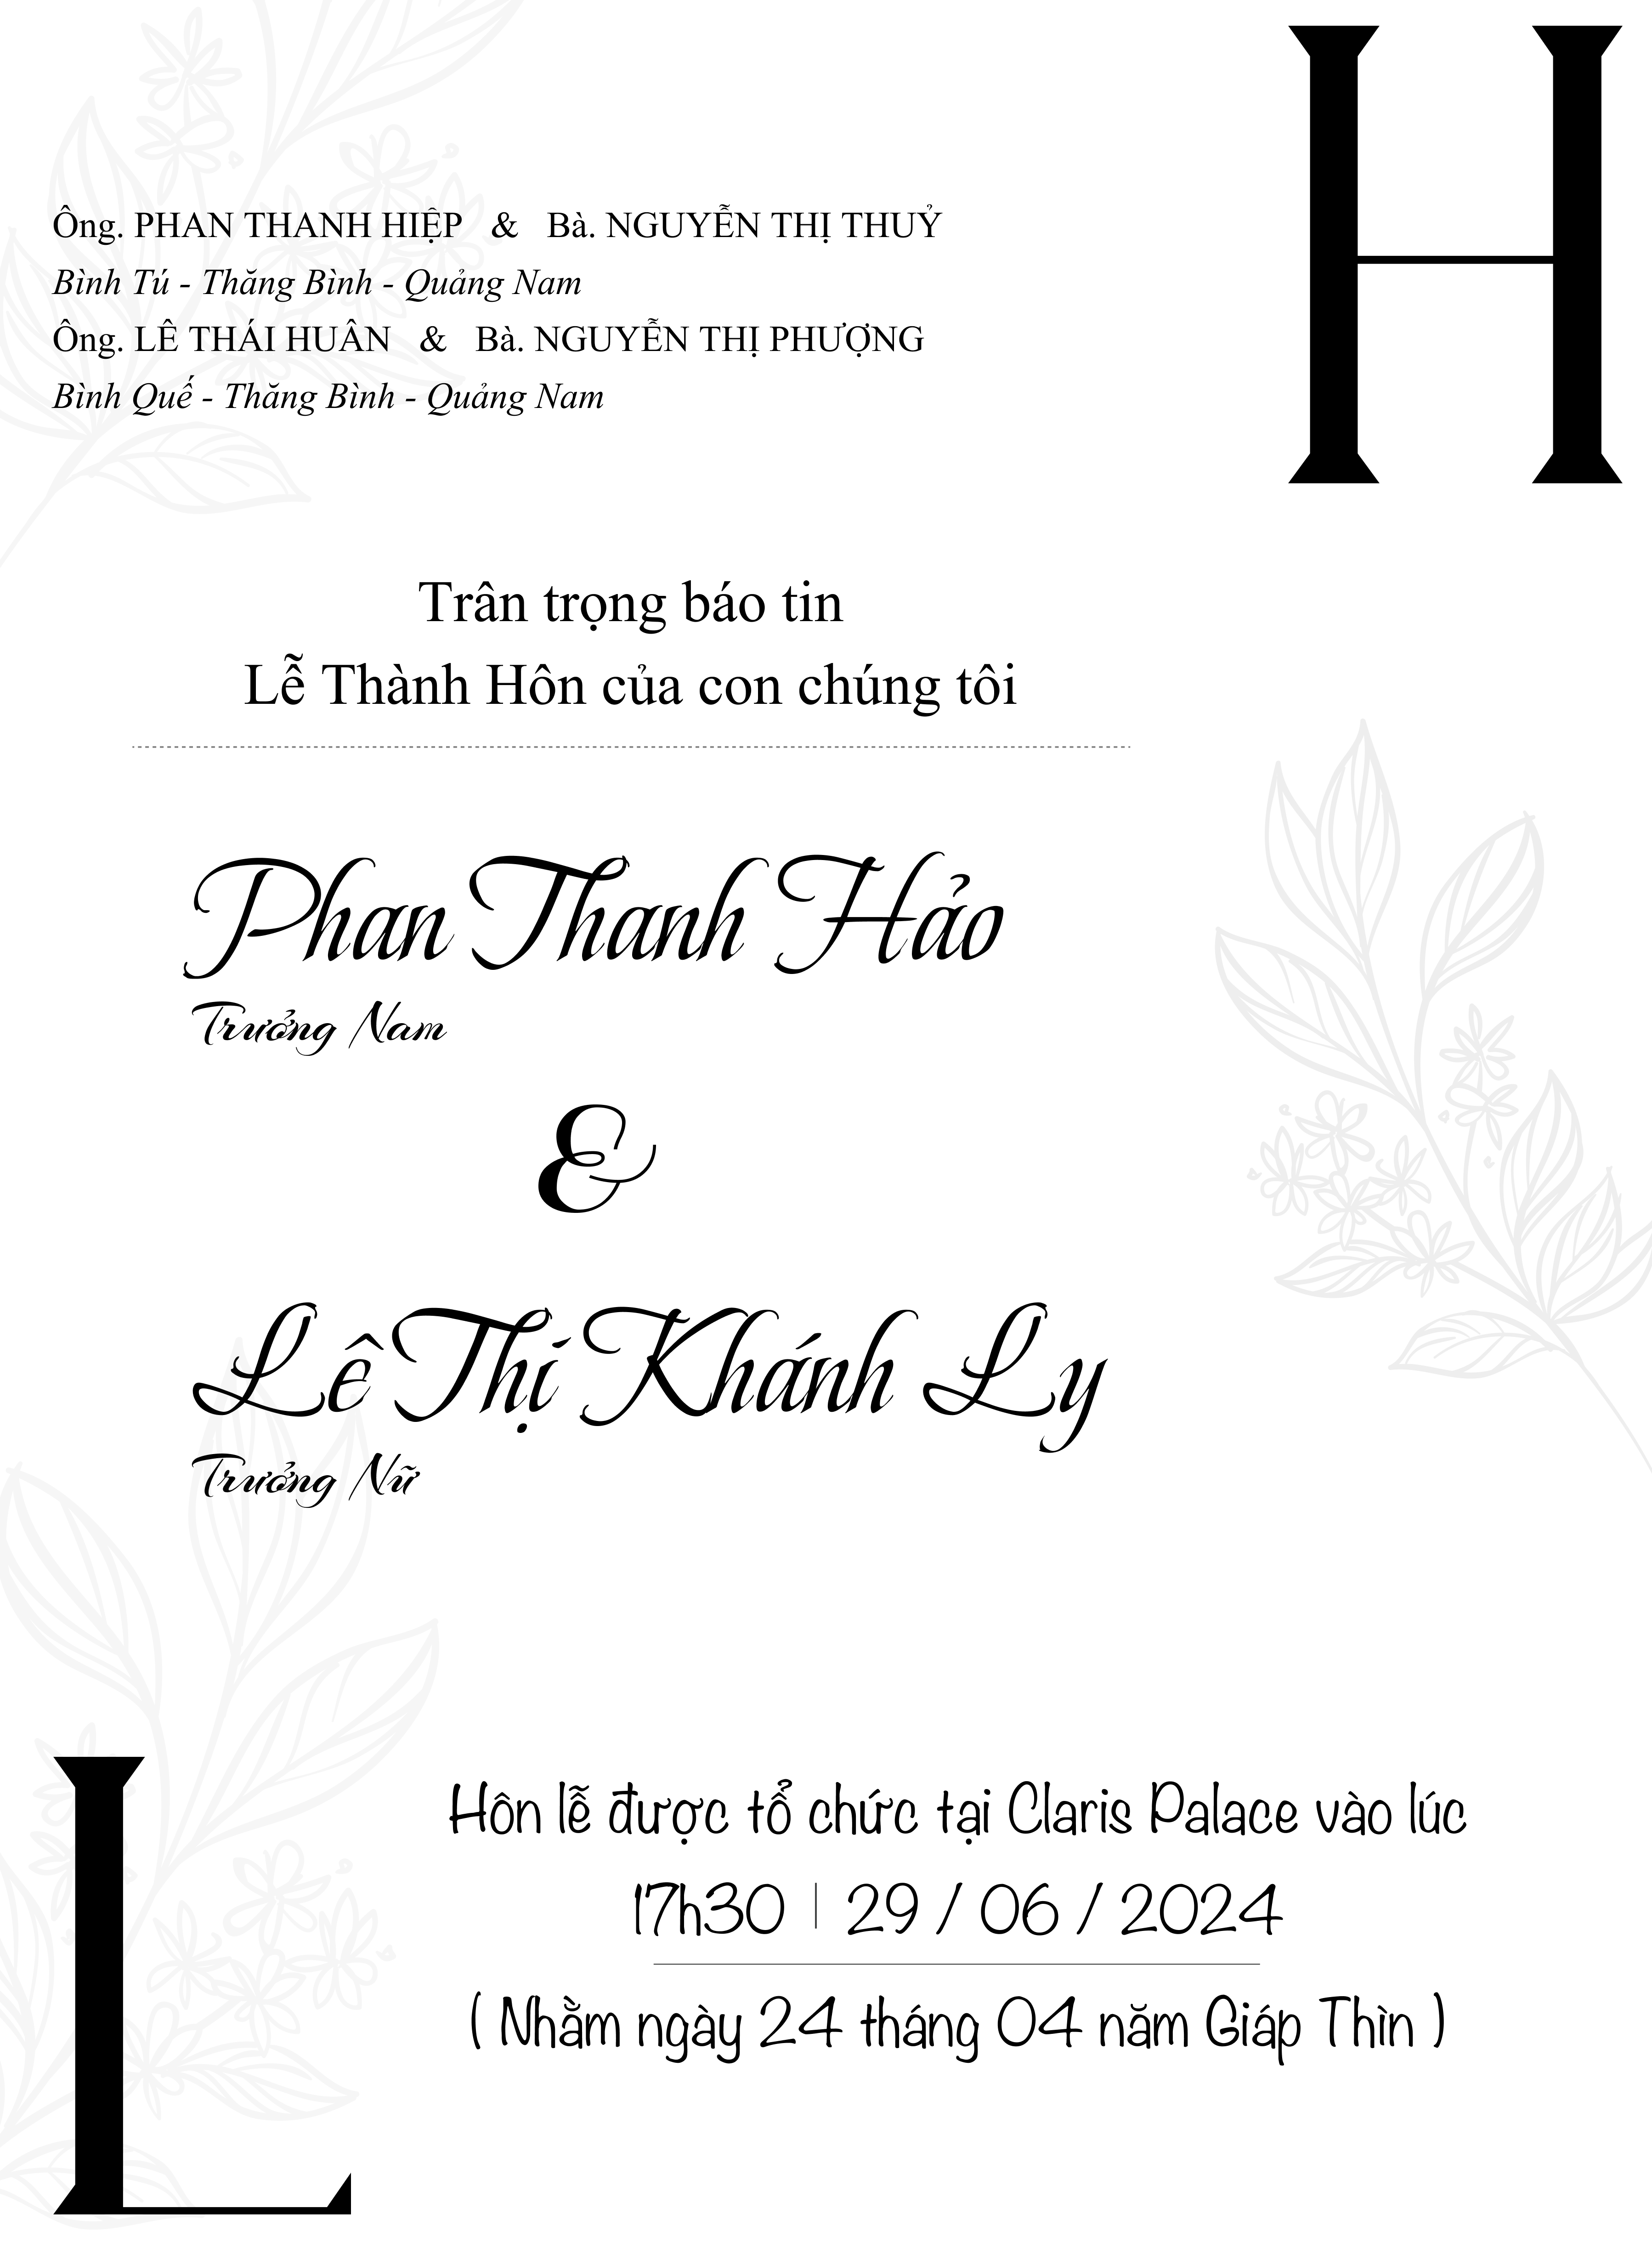 H
Ông. PHAN THANH HIỆP & Bà. NGUYỄN THỊ THUỶ
Bình Tú - Thăng Bình - Quảng Nam
Ông. LÊ THÁI HUÂN & Bà. NGUYỄN THỊ PHƯỢNG
Bình Quế - Thăng Bình - Quảng Nam
Trân trọng báo tin
Lễ Thành Hôn của con chúng tôi
Phan Thanh Hảo
Trưởng Nam
&
Lê Thị Khánh Ly
Trưởng Nữ
L
Hôn lễ được tổ chức tại Claris Palace vào lúc
17h30 | 29 / 06 / 2024
( Nhằm ngày 24 tháng 04 năm Giáp Thìn )